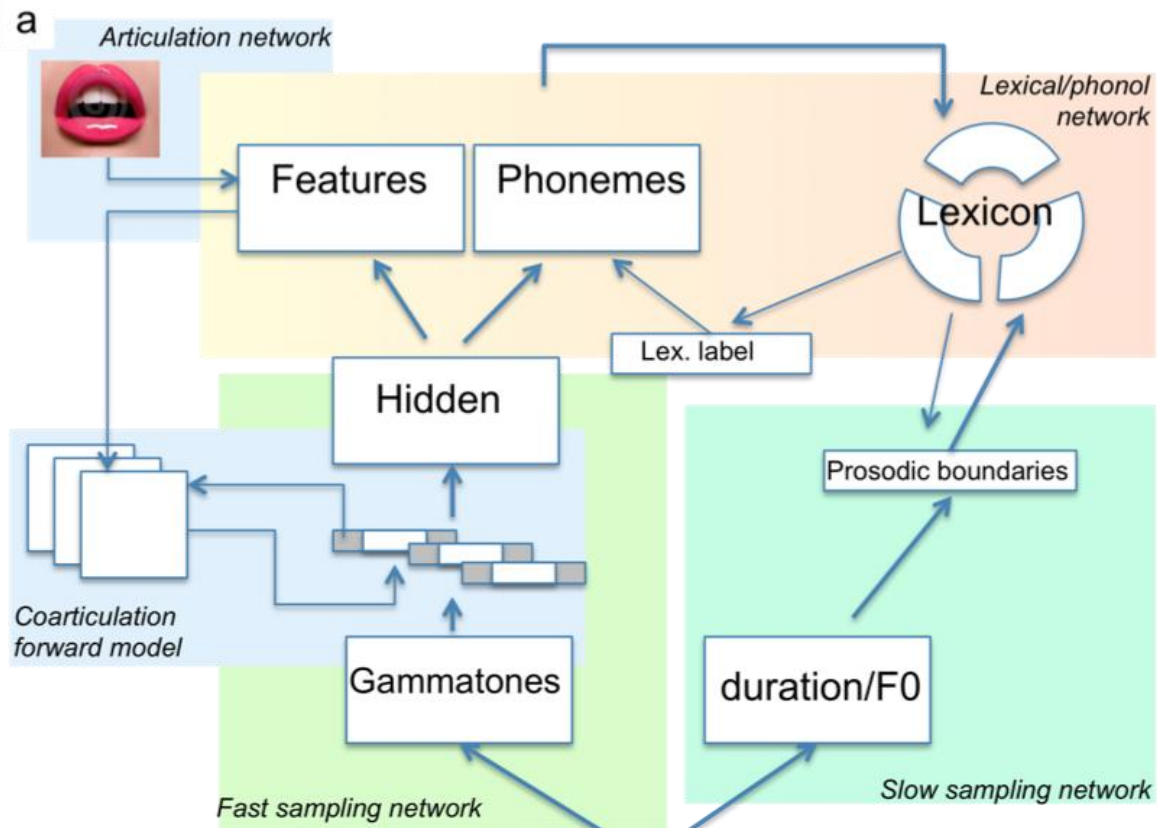 a
Articulation network
Lexical/phonol
network
Features
Phonemes
Lexicon
Lex. label
Hidden
Prosodic boundaries
Coarticulation
forward model
Gammatones
duration/F0
Fast sampling network
Slow sampling network